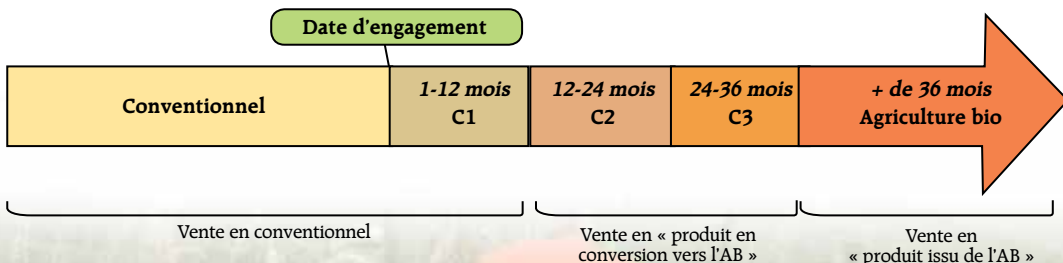 Date d'engagement
Conventionnel
1-12 mois
C1
12-24 mois
C2
24-36 mois
C3
+ de 36 mois
Agriculture bio
Vente en conventionnel
Vente en « produit en
conversion vers l'AB »
Vente en
« produit issu de l'AB »